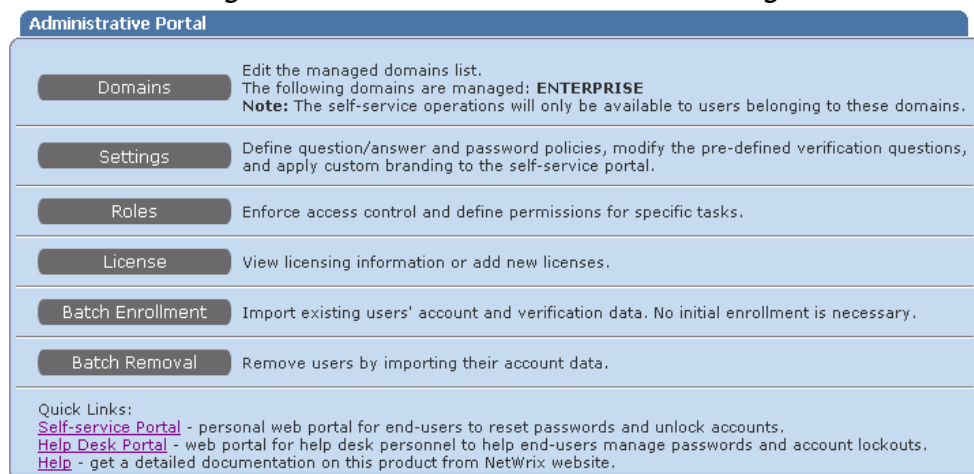 Administrative Portal
Domains
Edit the managed domains list.
The following domains are managed: ENTERPRISE
Note: The self-service operations will only be available to users belonging to these domains.
Settings
Define question/answer and password policies, modify the pre-defined verification questions,
and apply custom branding to the self-service portal.
Roles
Enforce access control and define permissions for specific tasks.
License
View licensing information or add new licenses.
Batch Enrollment
Import existing users' account and verification data. No initial enrollment is necessary.
Batch Removal
Remove users by importing their account data.
Quick Links:
Self-service Portal - personal web portal for end-users to reset passwords and unlock accounts.
Help Desk Portal - web portal for help desk personnel to help end-users manage passwords and account lockouts.
Help - get a detailed documentation on this product from NetWrix website.